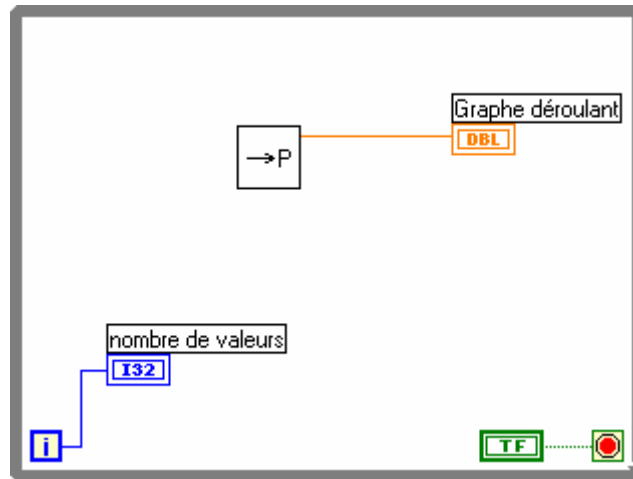 Graphe déroulant
DBL
→P
nombre de valeurs
I32
i
TF